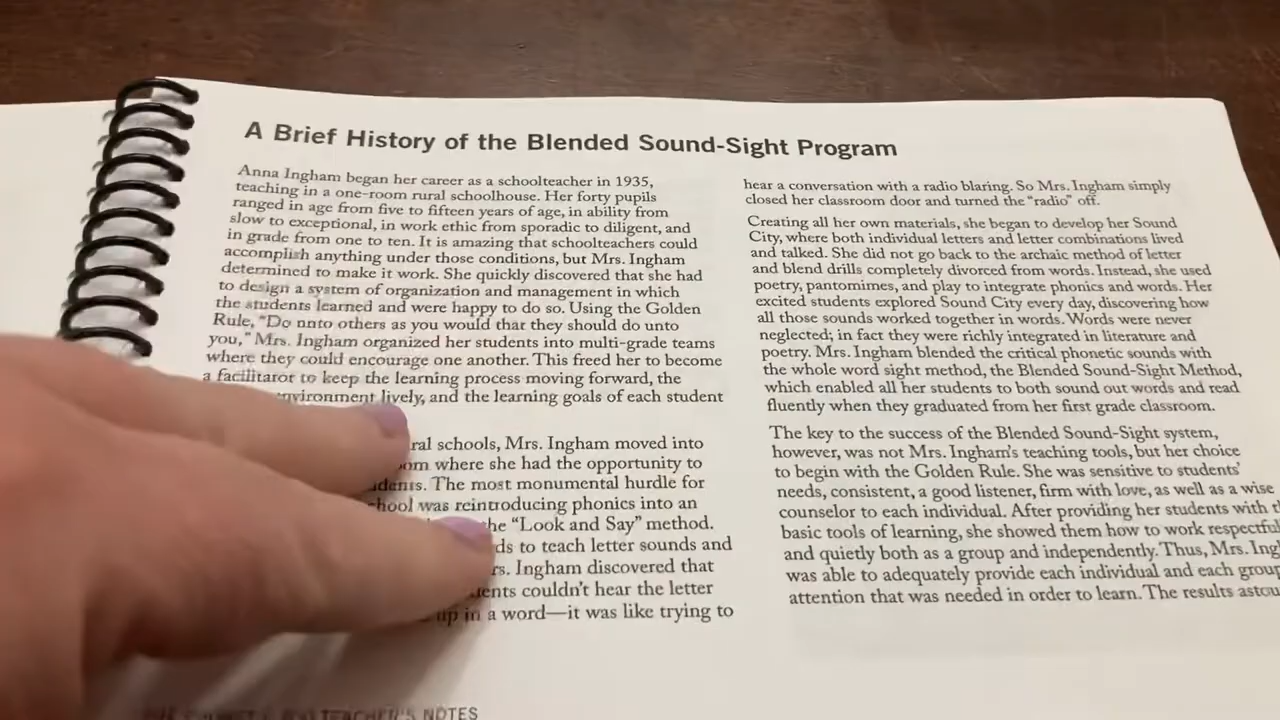 A Brief History of the Blended Sound-Sight Program
Anna Ingham began her career as a schoolteacher in 1935,
teaching in a one-room rural schoolhouse. Her forty pupils
ranged in age from five to fifteen years of age, in ability from
slow to exceptional, in work ethic from sporadic to diligent, and
in grade from one to ten. It is amazing that schoolteachers could
accomplish anything under those conditions, but Mrs. Ingham
determined to make it work. She quickly discovered that she had
to design a system of organization and management in which
the students learned and were happy to do so. Using the Golden
Rule, "Do unto others as you would that they should do unto
you," Mrs. Ingham organized her students into multi-grade teams
where they could encourage one another. This freed her to become
a facilitator to keep the learning process moving forward, the
lively, and the learning goals of each student
schools, Mrs. Ingham moved into
where she had the opportunity to
The most monumental hurdle for
was reintroducing phonics into an
"Look and Say" method.
to teach letter sounds and
Ingham discovered that
couldn't hear the letter
up in a word—it was like trying to
hear a conversation with a radio blaring. So Mrs. Ingham simply
closed her classroom door and turned the "radio" off.
Creating all her own materials, she began to develop her Sound
City, where both individual letters and letter combinations lived
and talked. She did not go back to the archaic method of letter
and blend drills completely divorced from words. Instead, she used
poetry, pantomimes, and play to integrate phonics and words. Her
excited students explored Sound City every day, discovering how
all those sounds worked together in words. Words were never
neglected; in fact they were richly integrated in literature and
poetry. Mrs. Ingham blended the critical phonetic sounds with
the whole word sight method, the Blended Sound-Sight Method,
which enabled all her students to both sound out words and read
fluently when they graduated from her first grade classroom.
The key to the success of the Blended Sound-Sight system,
however, was not Mrs. Ingham's teaching tools, but her choice
to begin with the Golden Rule. She was sensitive to students'
needs, consistent, a good listener, firm with love, as well as a wise
counselor to each individual. After providing her students with
basic tools of learning, she showed them how to work
and quietly both as a group and independently. Thus, Mrs.
was able to adequately provide each individual and each group
attention that was needed in order to learn. The results
TEACHER'S NOTES